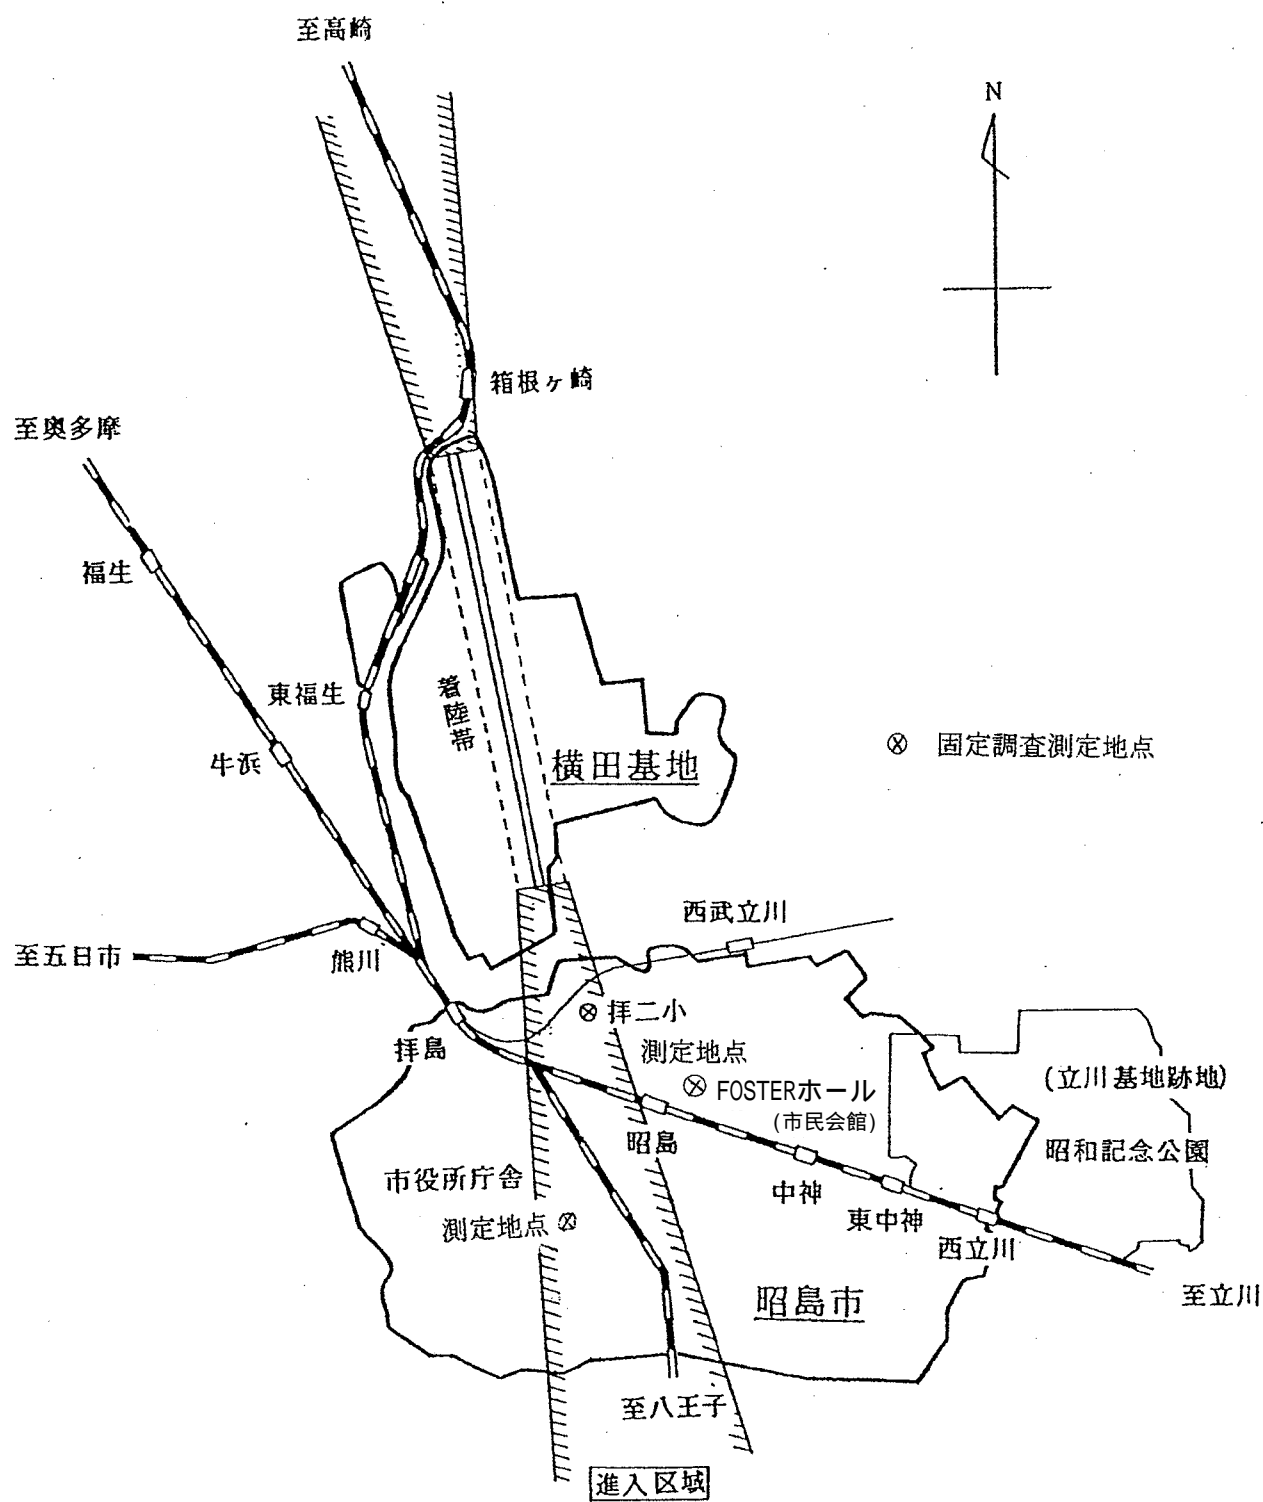 至高崎
N
箱根ヶ崎
至奥多摩
福生
東福生
着陸帯
牛浜
横田基地
固定調査測定地点
西武立川
至五日市
熊川
拝二小
拝島
測定地点
(立川基地跡地)
FOSTERホール
(市民会館)
昭島
昭和記念公園
市役所庁舎
中神
測定地点
東中神
西立川
昭島市
至立川
至八王子
進入区域